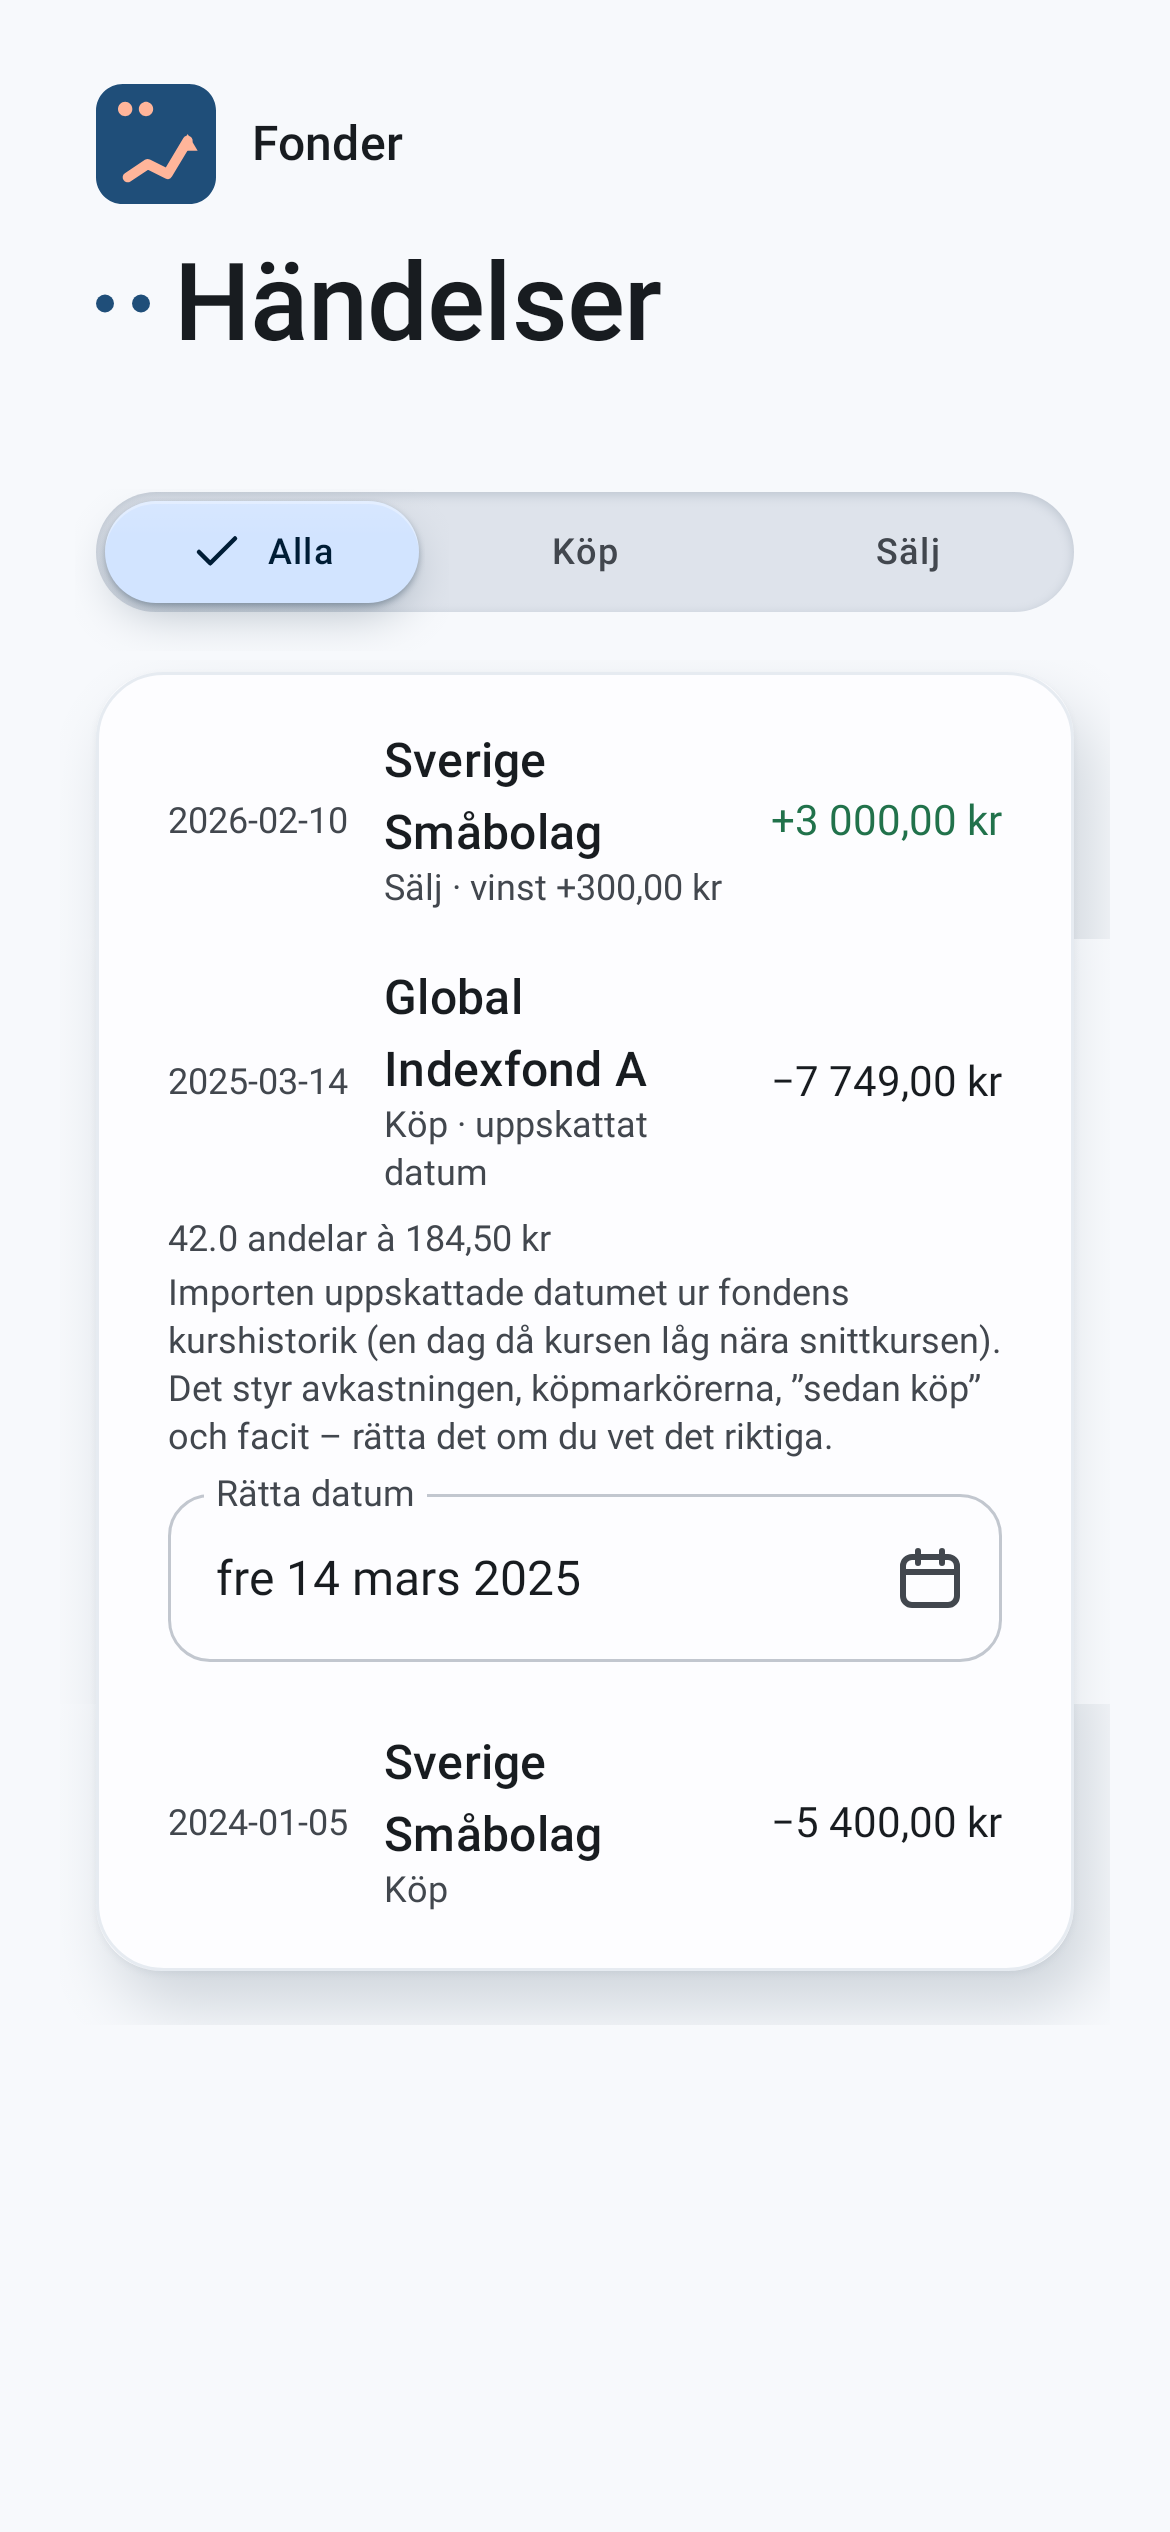 Fonder
Händelser
Alla
Köp
Sälj
2026-02-10
Sverige
Småbolag
Sälj · vinst +300,00 kr
+3 000,00 kr
2025-03-14
Global
Indexfond A
Köp · uppskattat
datum
−7 749,00 kr
42.0 andelar à 184,50 kr
Importen uppskattade datumet ur fondens
kurshistorik (en dag då kursen låg nära snittkursen).
Det styr avkastningen, köpmarkörerna, ”sedan köp”
och facit – rätta det om du vet det riktiga.
Rätta datum
fre 14 mars 2025
2024-01-05
Sverige
Småbolag
Köp
−5 400,00 kr